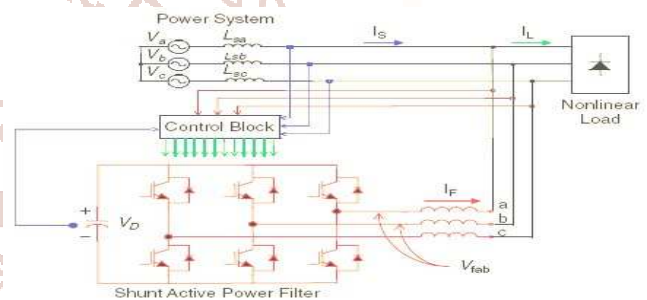 Power System
Va
Lsa
IS
IL
Vb
Lsb
Vc
Lsc
Nonlinear
Load
Control Block
IF
a
b
c
+
VD
−
Vfab
Shunt Active Power Filter